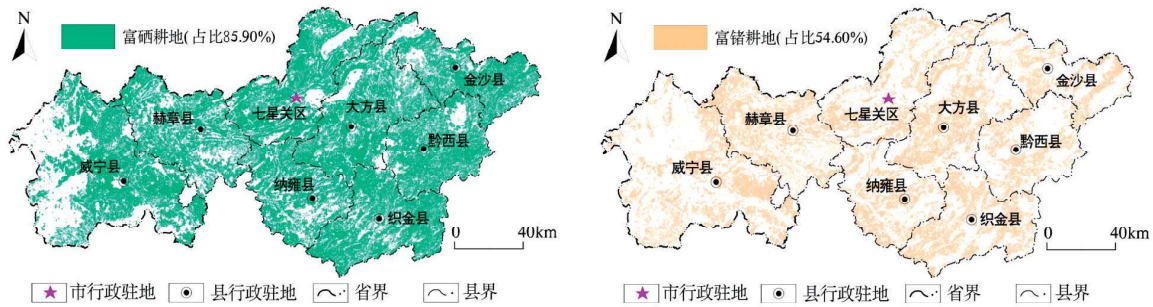 N
富硒耕地(占比85.90%)
金沙县
七星关区
大方县
赫章县
黔西县
威宁县
纳雍县
织金县
0 40km
市行政驻地 县行政驻地 省界 县界
N
富锗耕地(占比54.60%)
金沙县
七星关区
大方县
赫章县
黔西县
威宁县
纳雍县
织金县
0 40km
市行政驻地 县行政驻地 省界 县界